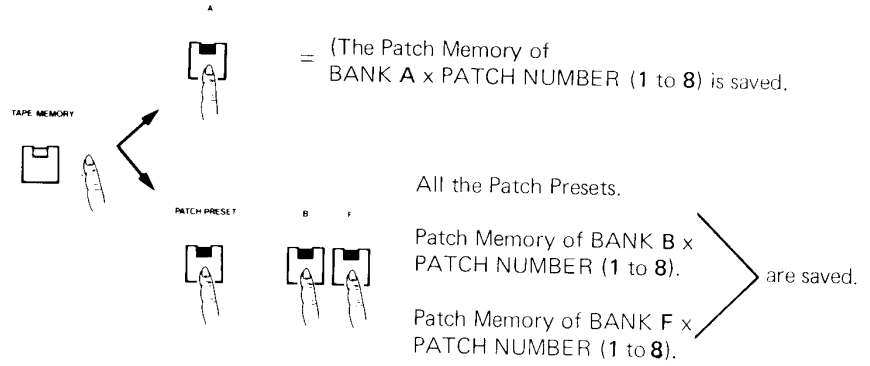 A
= (The Patch Memory of
BANK A x PATCH NUMBER (1 to 8) is saved.
TAPE MEMORY
PATCH PRESET B F
All the Patch Presets.
Patch Memory of BANK B x
PATCH NUMBER (1 to 8).
are saved.
Patch Memory of BANK F x
PATCH NUMBER (1 to 8).